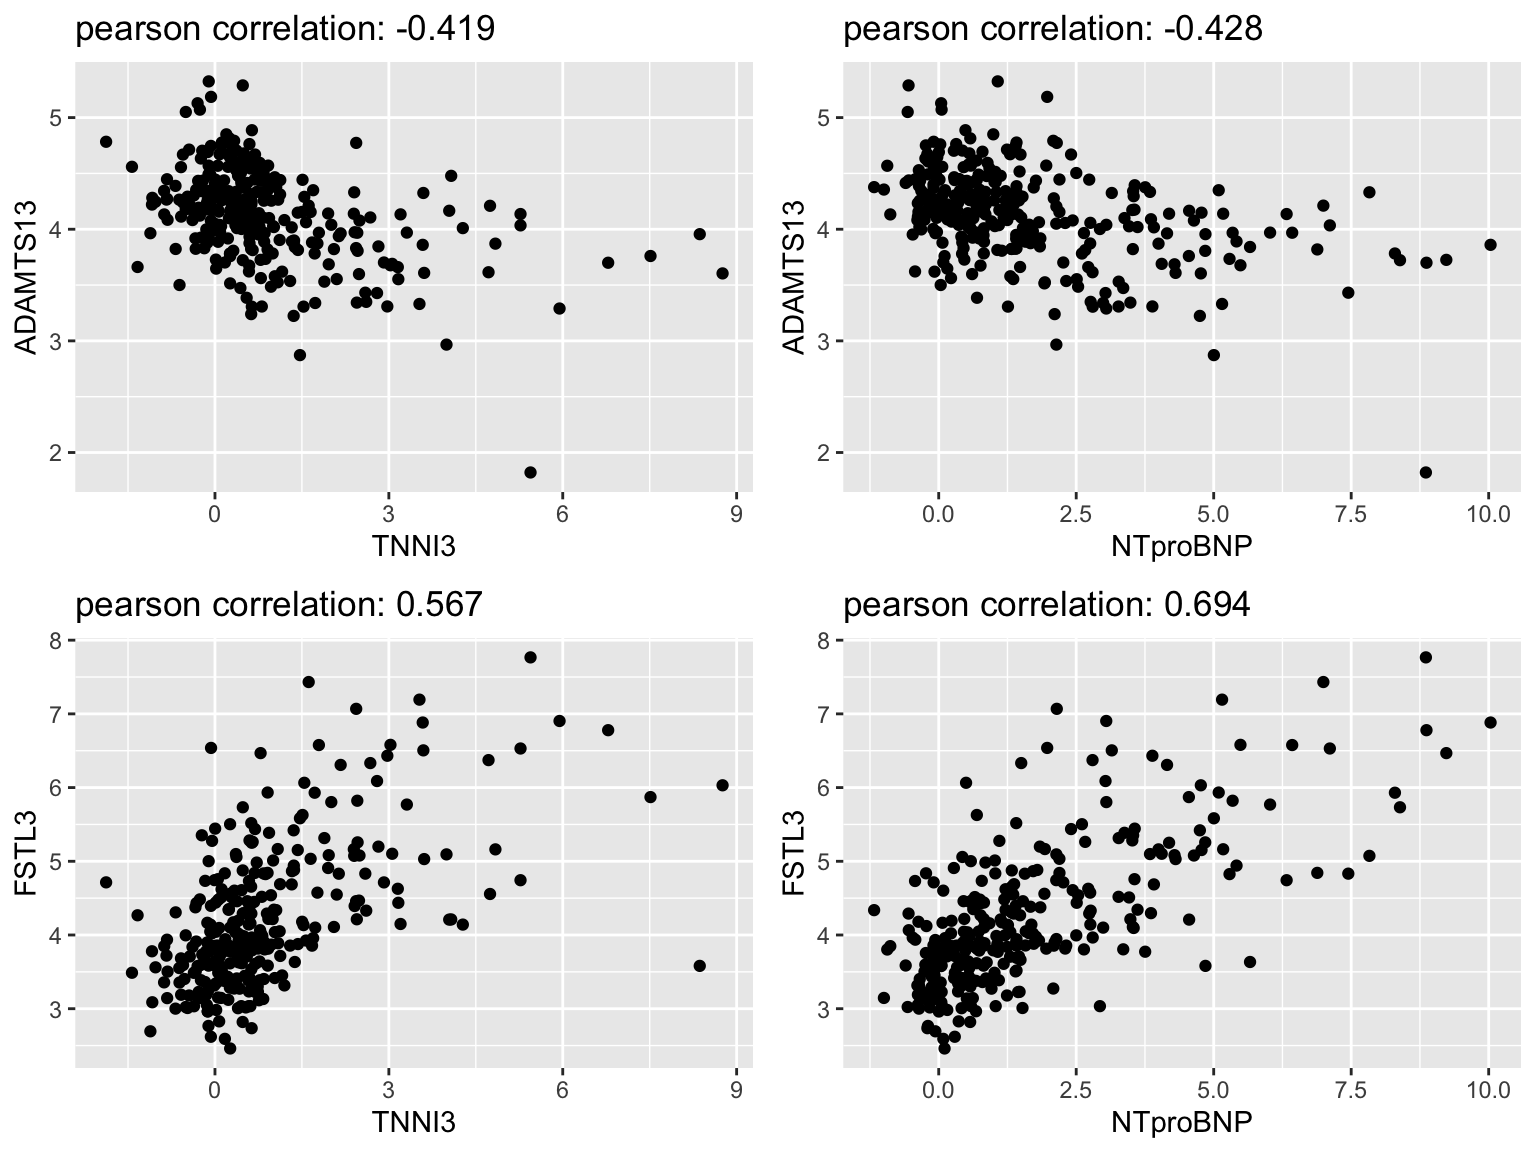 pearson correlation: -0.419
5
4
3
2
ADAMTS13
0 3 6 9
TNNI3
pearson correlation: -0.428
5
4
3
2
ADAMTS13
0.0 2.5 5.0 7.5 10.0
NTproBNP
pearson correlation: 0.567
8
7
6
5
4
3
FSTL3
0 3 6 9
TNNI3
pearson correlation: 0.694
8
7
6
5
4
3
FSTL3
0.0 2.5 5.0 7.5 10.0
NTproBNP